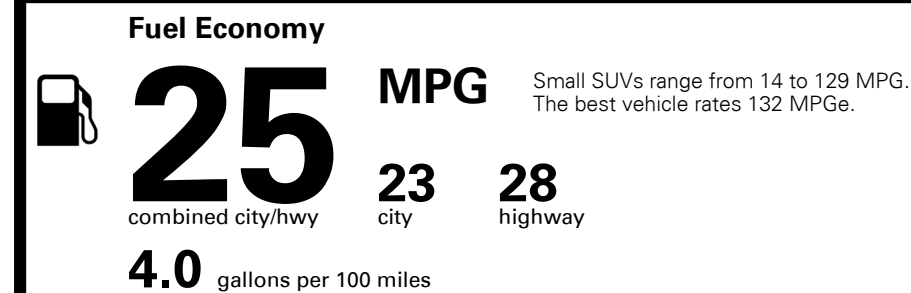 Fuel Economy
25 MPG
Small SUVs range from 14 to 129 MPG.
The best vehicle rates 132 MPGe.
combined city/hwy
23 city
28 highway
4.0 gallons per 100 miles